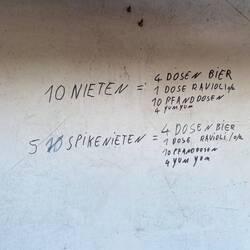 10 NIETEN = 4 DOSEN BIER
1 DOSE RAVIOLI o/a
10 PFANDDOSEN
4 YUM YUM
5 SPIKENIETEN = 4 DOSEN BIER
1 DOSE RAVIOLI /o/a
10 PFANDDOSEN
4 YUM YUM